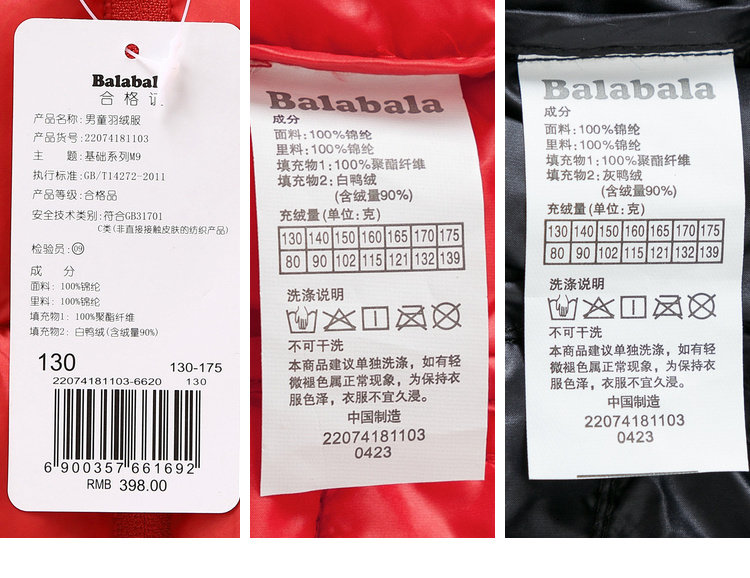 Balabal
合格
产品名称:男童羽绒服
产品货号:22074181103
主 题:基础系列M9
执行标准:GB/T14272-2011
产品等级:合格品
安全技术类别:符合GB31701
C类(非直接接触皮肤的纺织产品)
检验员:09
成 分
面料: 100%锦纶
里料: 100%锦纶
填充物1: 100%聚酯纤维
填充物2: 白鸭绒(含绒量90%)
130 130-175
22074181103-6620 130
6 900357 661692
RMB 398.00
Balabala
成分
面料:100%锦纶
里料:100%锦纶
填充物1:100%聚酯纤维
填充物2:白鸭绒
(含绒量90%)
充绒量(单位:克)
130 140 150 160 165 170 175
80 90 102 115 121 132 139
洗涤说明
不可干洗
本商品建议单独洗涤，如有轻
微褪色属正常现象，为保持衣
服色泽，衣服不宜久浸。
中国制造
22074181103
0423
Balabala
成分
面料:100%锦纶
里料:100%锦纶
填充物1:100%聚酯纤维
填充物2:灰鸭绒
(含绒量90%)
充绒量(单位:克)
130 140 150 160 165 170 175
80 90 102 115 121 132 139
洗涤说明
不可干洗
本商品建议单独洗涤，如有轻
微褪色属正常现象，为保持衣
服色泽，衣服不宜久浸。
中国制造
22074181103
0423